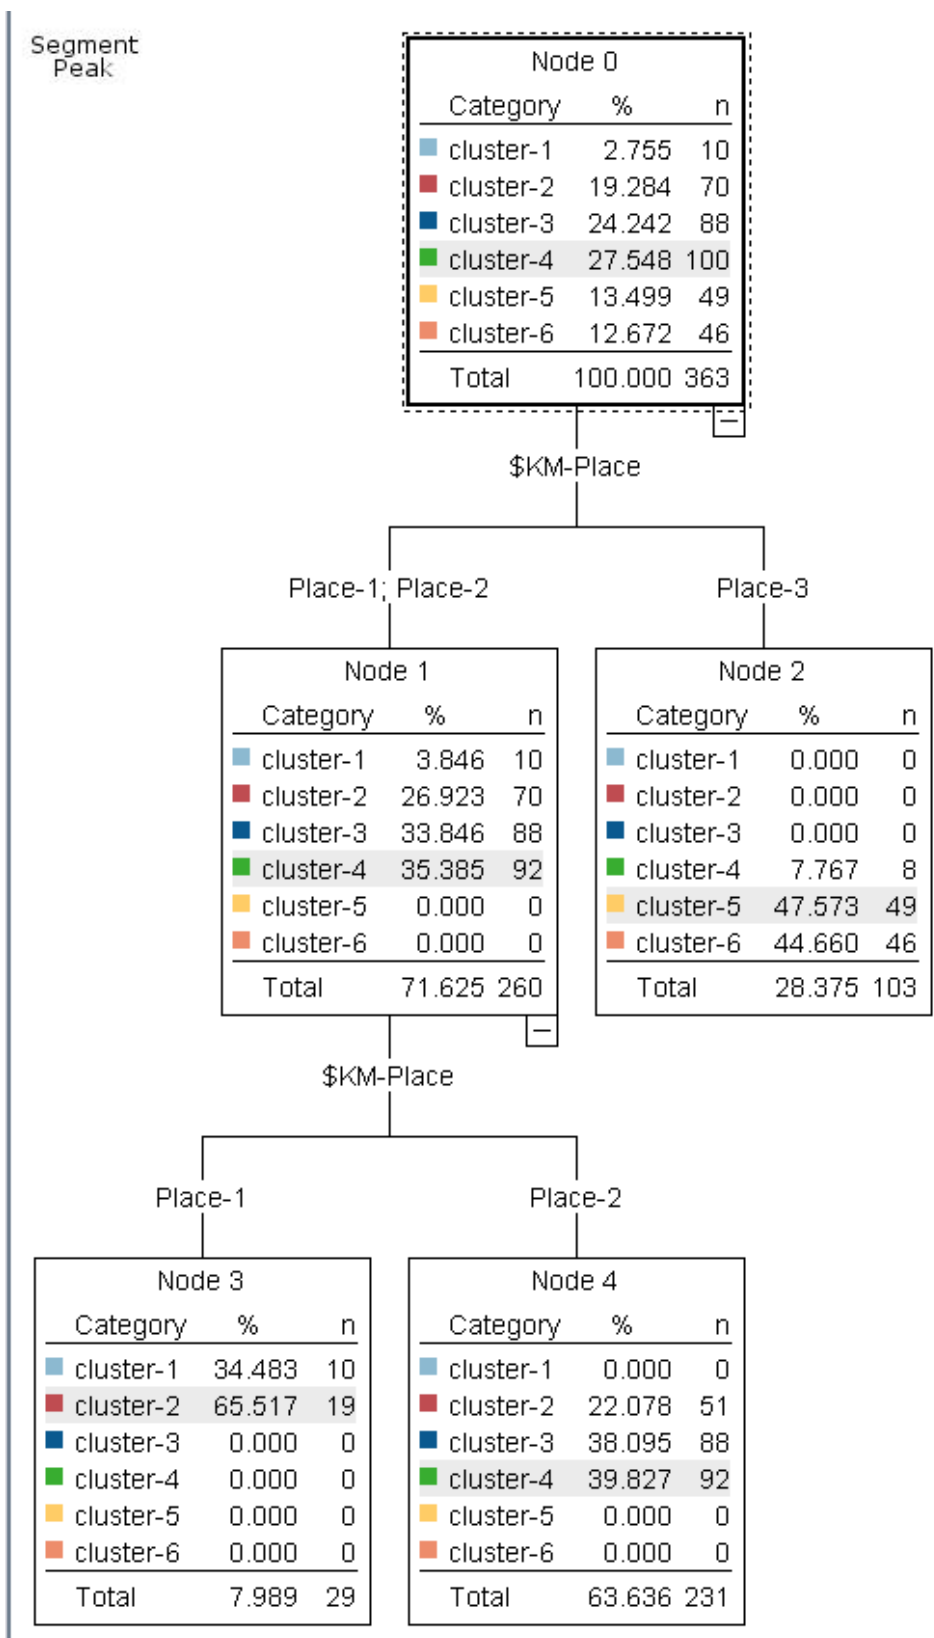 Segment
Peak
Node 0
Category % n
cluster-1 2.755 10
cluster-2 19.284 70
cluster-3 24.242 88
cluster-4 27.548 100
cluster-5 13.499 49
cluster-6 12.672 46
Total 100.000 363
$KM-Place
Place-1; Place-2
Place-3
Node 1
Category % n
cluster-1 3.846 10
cluster-2 26.923 70
cluster-3 33.846 88
cluster-4 35.385 92
cluster-5 0.000 0
cluster-6 0.000 0
Total 71.625 260
Node 2
Category % n
cluster-1 0.000 0
cluster-2 0.000 0
cluster-3 0.000 0
cluster-4 7.767 8
cluster-5 47.573 49
cluster-6 44.660 46
Total 28.375 103
$KM-Place
Place-1
Place-2
Node 3
Category % n
cluster-1 34.483 10
cluster-2 65.517 19
cluster-3 0.000 0
cluster-4 0.000 0
cluster-5 0.000 0
cluster-6 0.000 0
Total 7.989 29
Node 4
Category % n
cluster-1 0.000 0
cluster-2 22.078 51
cluster-3 38.095 88
cluster-4 39.827 92
cluster-5 0.000 0
cluster-6 0.000 0
Total 63.636 231